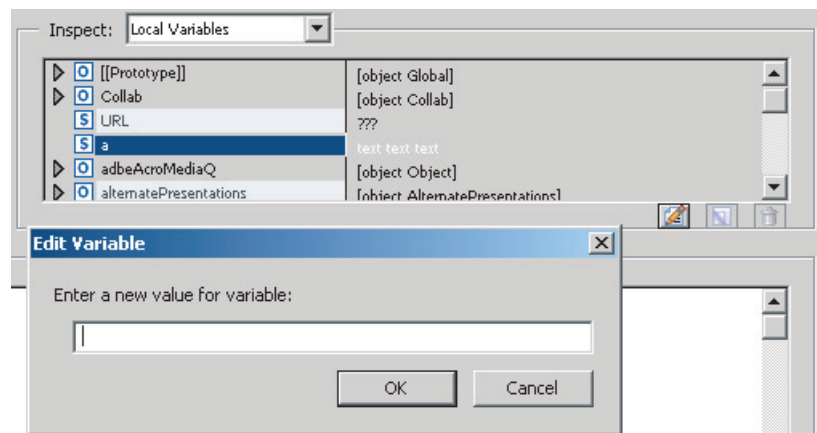 Inspect: Local Variables
O [[Prototype]] [object Global]
O Collab [object Collab]
S URL ???
S a text text text
O adbeAcroMediaQ [object Object]
O alternatePresentations [object AlternatePresentations]
Edit Variable
Enter a new value for variable:
OK Cancel